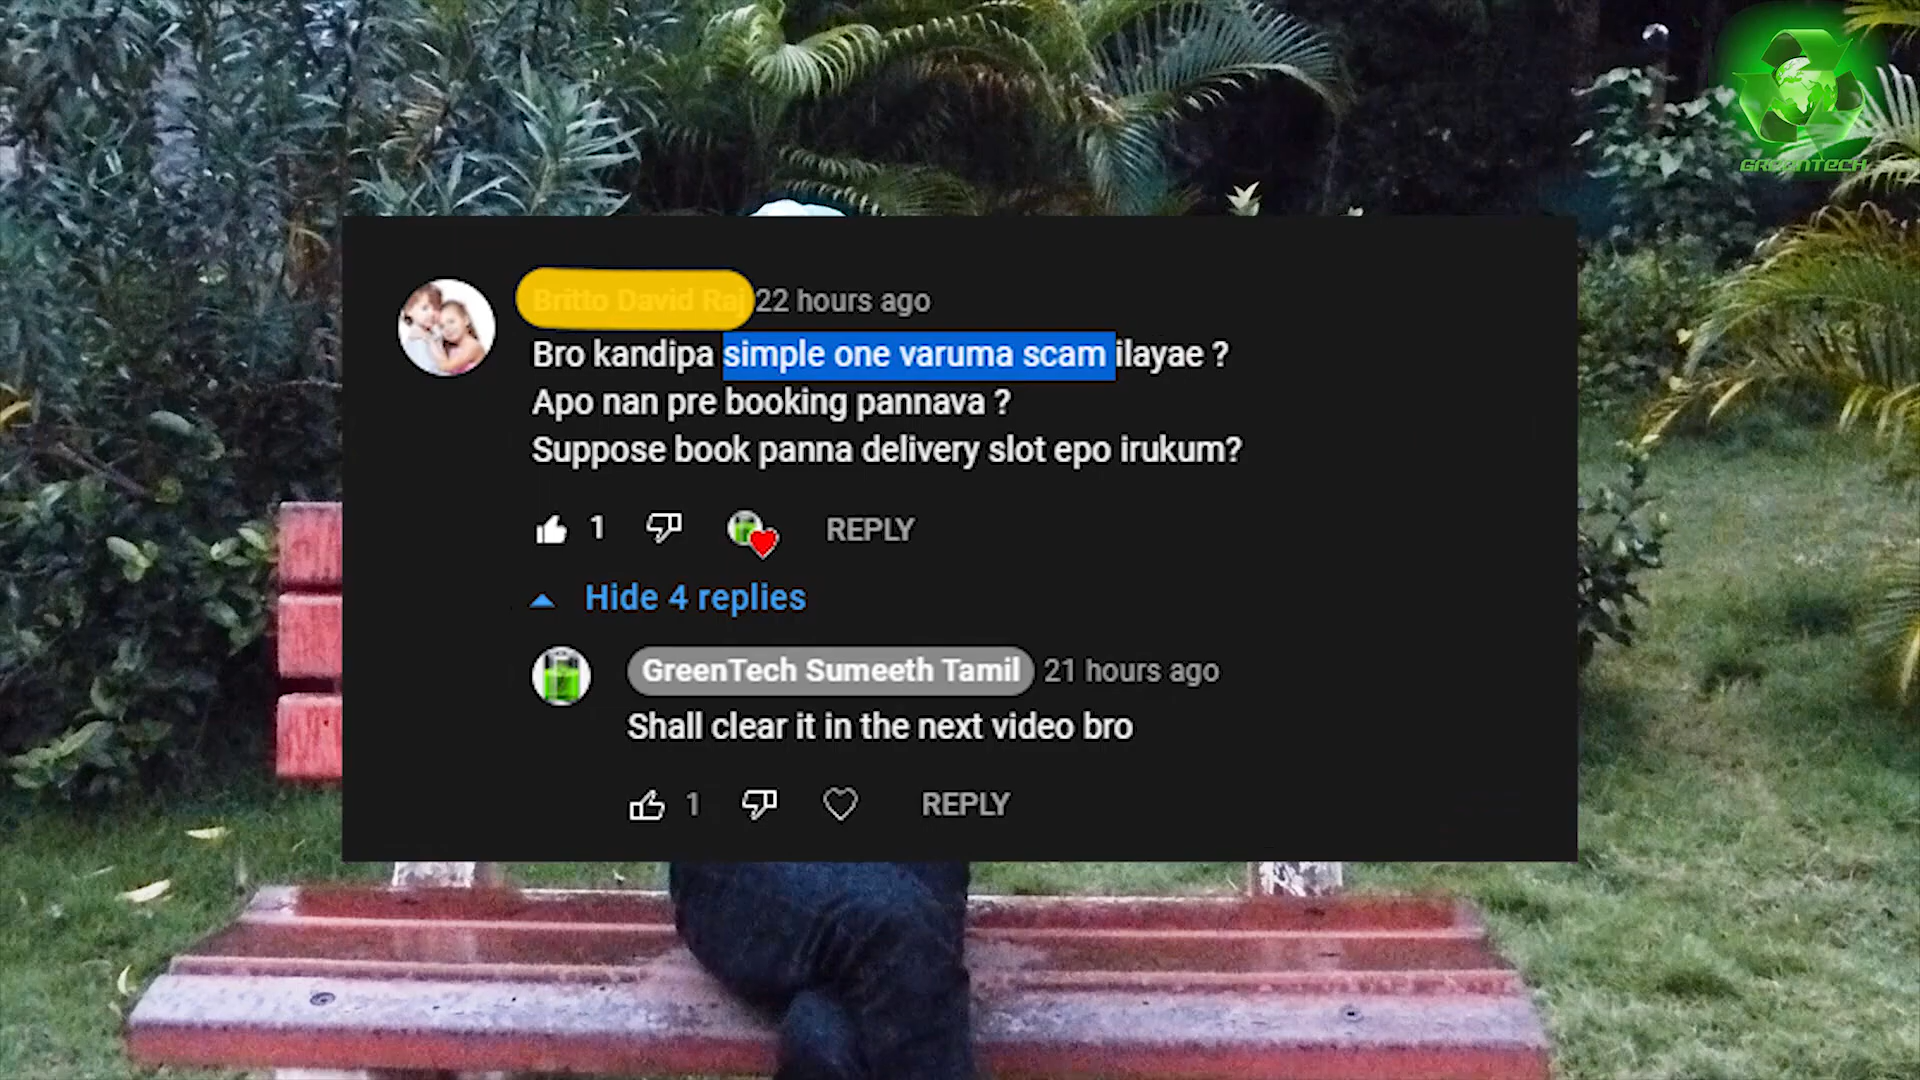 GREENTECH
Britto David Raj 22 hours ago
Bro kandipa simple one varuma scam ilayae ?
Apo nan pre booking pannava ?
Suppose book panna delivery slot epo irukum?
1 REPLY
Hide 4 replies
GreenTech Sumeeth Tamil 21 hours ago
Shall clear it in the next video bro
1 REPLY